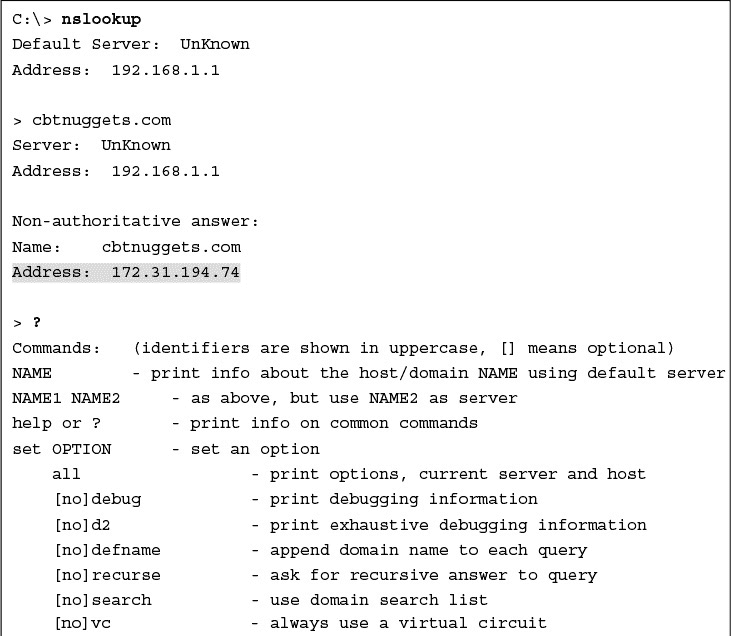 C:\> nslookup
Default Server:  UnKnown
Address:  192.168.1.1
> cbtnuggets.com
Server:  UnKnown
Address:  192.168.1.1
Non-authoritative answer:
Name:    cbtnuggets.com
Address:  172.31.194.74
> ?
Commands:   (identifiers are shown in uppercase, [] means optional)
NAME        - print info about the host/domain NAME using default server
NAME1 NAME2     - as above, but use NAME2 as server
help or ?       - print info on common commands
set OPTION      - set an option
    all                 - print options, current server and host
    [no]debug           - print debugging information
    [no]d2              - print exhaustive debugging information
    [no]defname         - append domain name to each query
    [no]recurse         - ask for recursive answer to query
    [no]search          - use domain search list
    [no]vc              - always use a virtual circuit